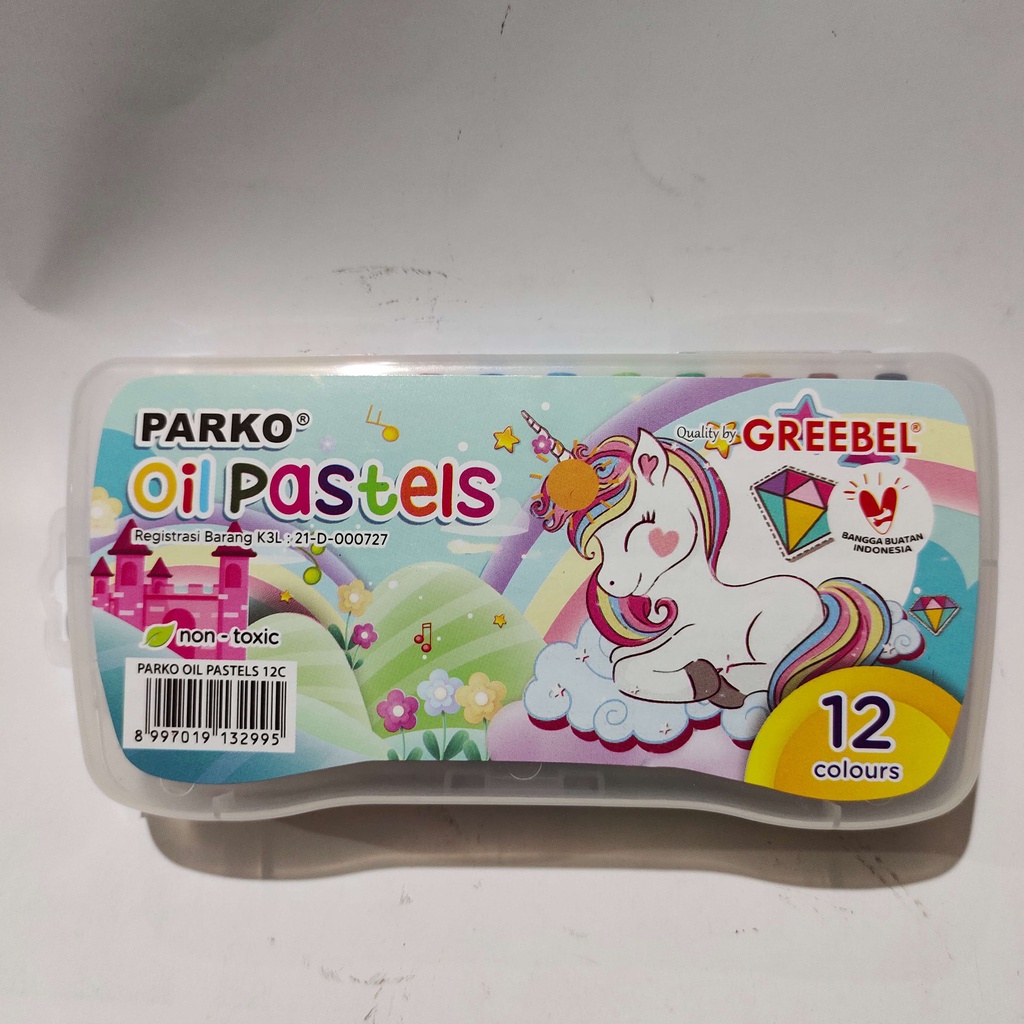 PARKO®
Oil Pastels
Registrasi Barang K3L : 21-D-000727
Quality by GREEBEL®
BANGGA BUATAN
INDONESIA
non - toxic
PARKO OIL PASTELS 12C
8 997019 132995
12
colours